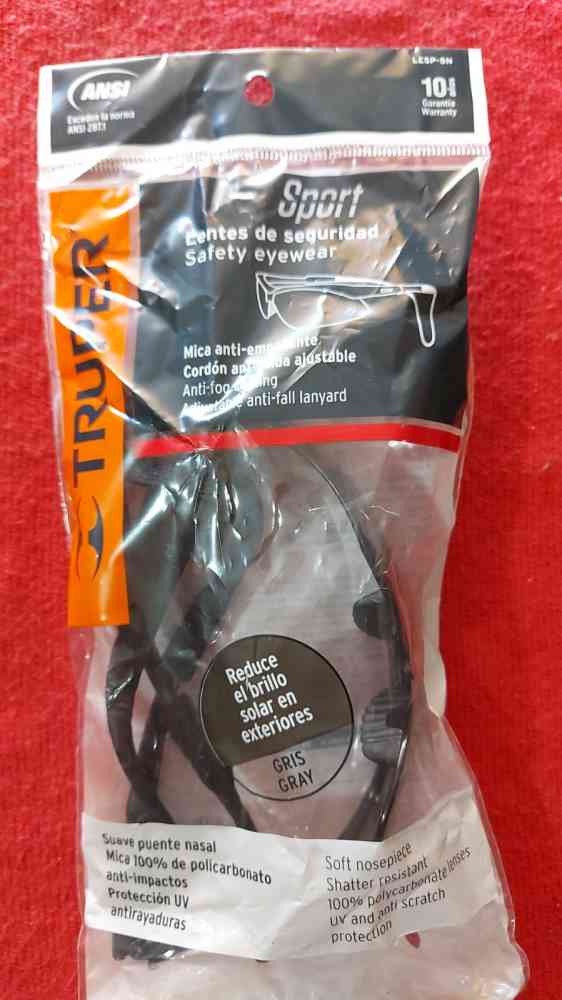 LESP-SN
ANSI
Exceden la norma
ANSI Z87.1
10
Garantía
Warranty
TRUPER
Sport
Lentes de seguridad
Safety eyewear
Mica
Cordón ajustable
Anti-fog
Adjustable anti-fall lanyard
Reduce
el brillo
solar en
exteriores
GRIS
GRAY
Suave puente nasal
Mica 100% de policarbonato
anti-impactos
Protección UV
antirayaduras
Soft nosepiece
Shatter resistant
100% polycarbonate lenses
UV and anti scratch
protection